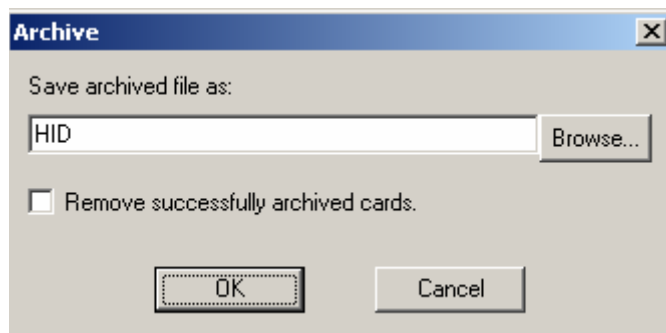 Archive
Save archived file as:
HID
Browse...
Remove successfully archived cards.
OK
Cancel